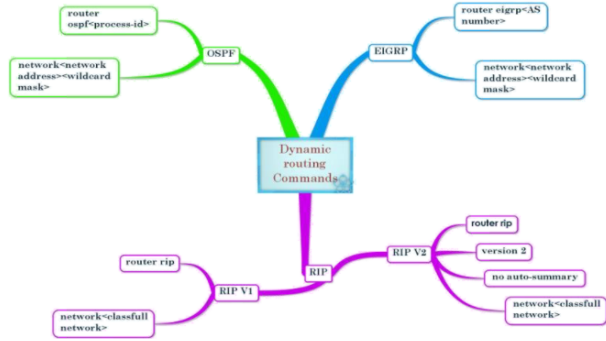 router
ospf<process-id>
OSPF
network<network
address><wildcard
mask>
router eigrp<AS
number>
EIGRP
network<network
address><wildcard
mask>
Dynamic
routing
Commands
RIP
router rip
RIP V1
network<classfull
network>
RIP V2
router rip
version 2
no auto-summary
network<classfull
network>